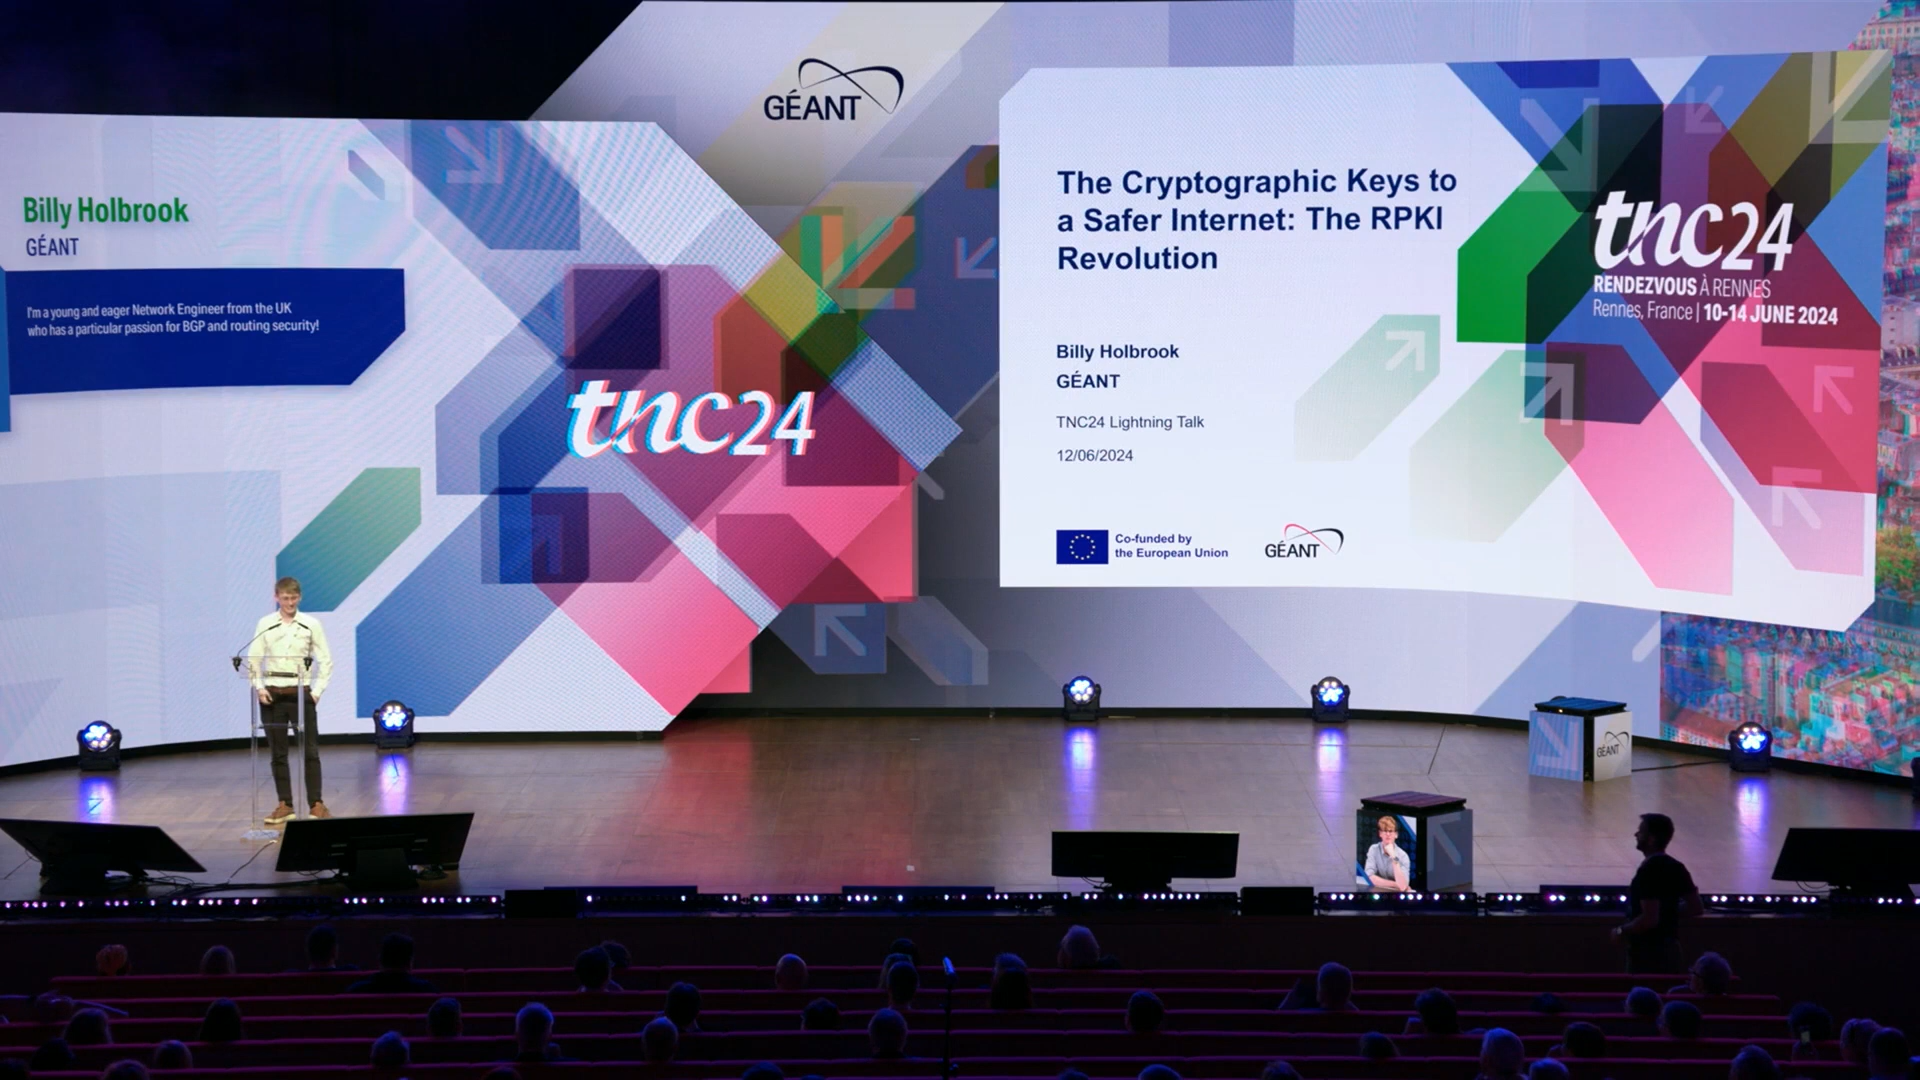 GÉANT
Billy Holbrook
GÉANT
I'm a young and eager Network Engineer from the UK
who has a particular passion for BGP and routing security!
tnc24
The Cryptographic Keys to
a Safer Internet: The RPKI
Revolution
Billy Holbrook
GÉANT
TNC24 Lightning Talk
12/06/2024
Co-funded by
the European Union
GÉANT
tnc24
RENDEZVOUS À RENNES
Rennes, France | 10-14 JUNE 2024
GÉANT